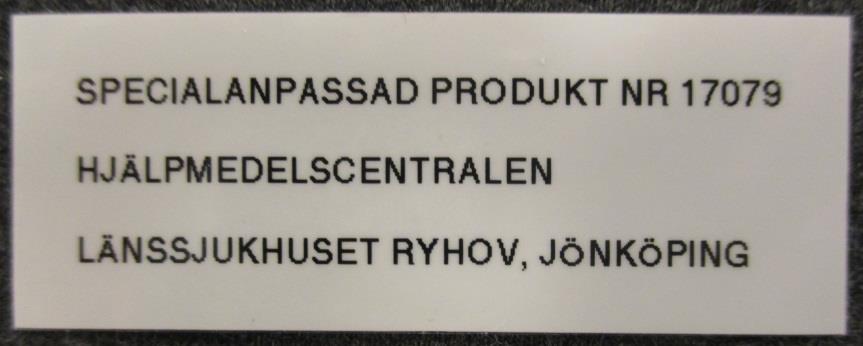 SPECIALANPASSAD PRODUKT NR 17079
HJÄLPMEDELSCENTRALEN
LÄNSSJUKHUSET RYHOV, JÖNKÖPING